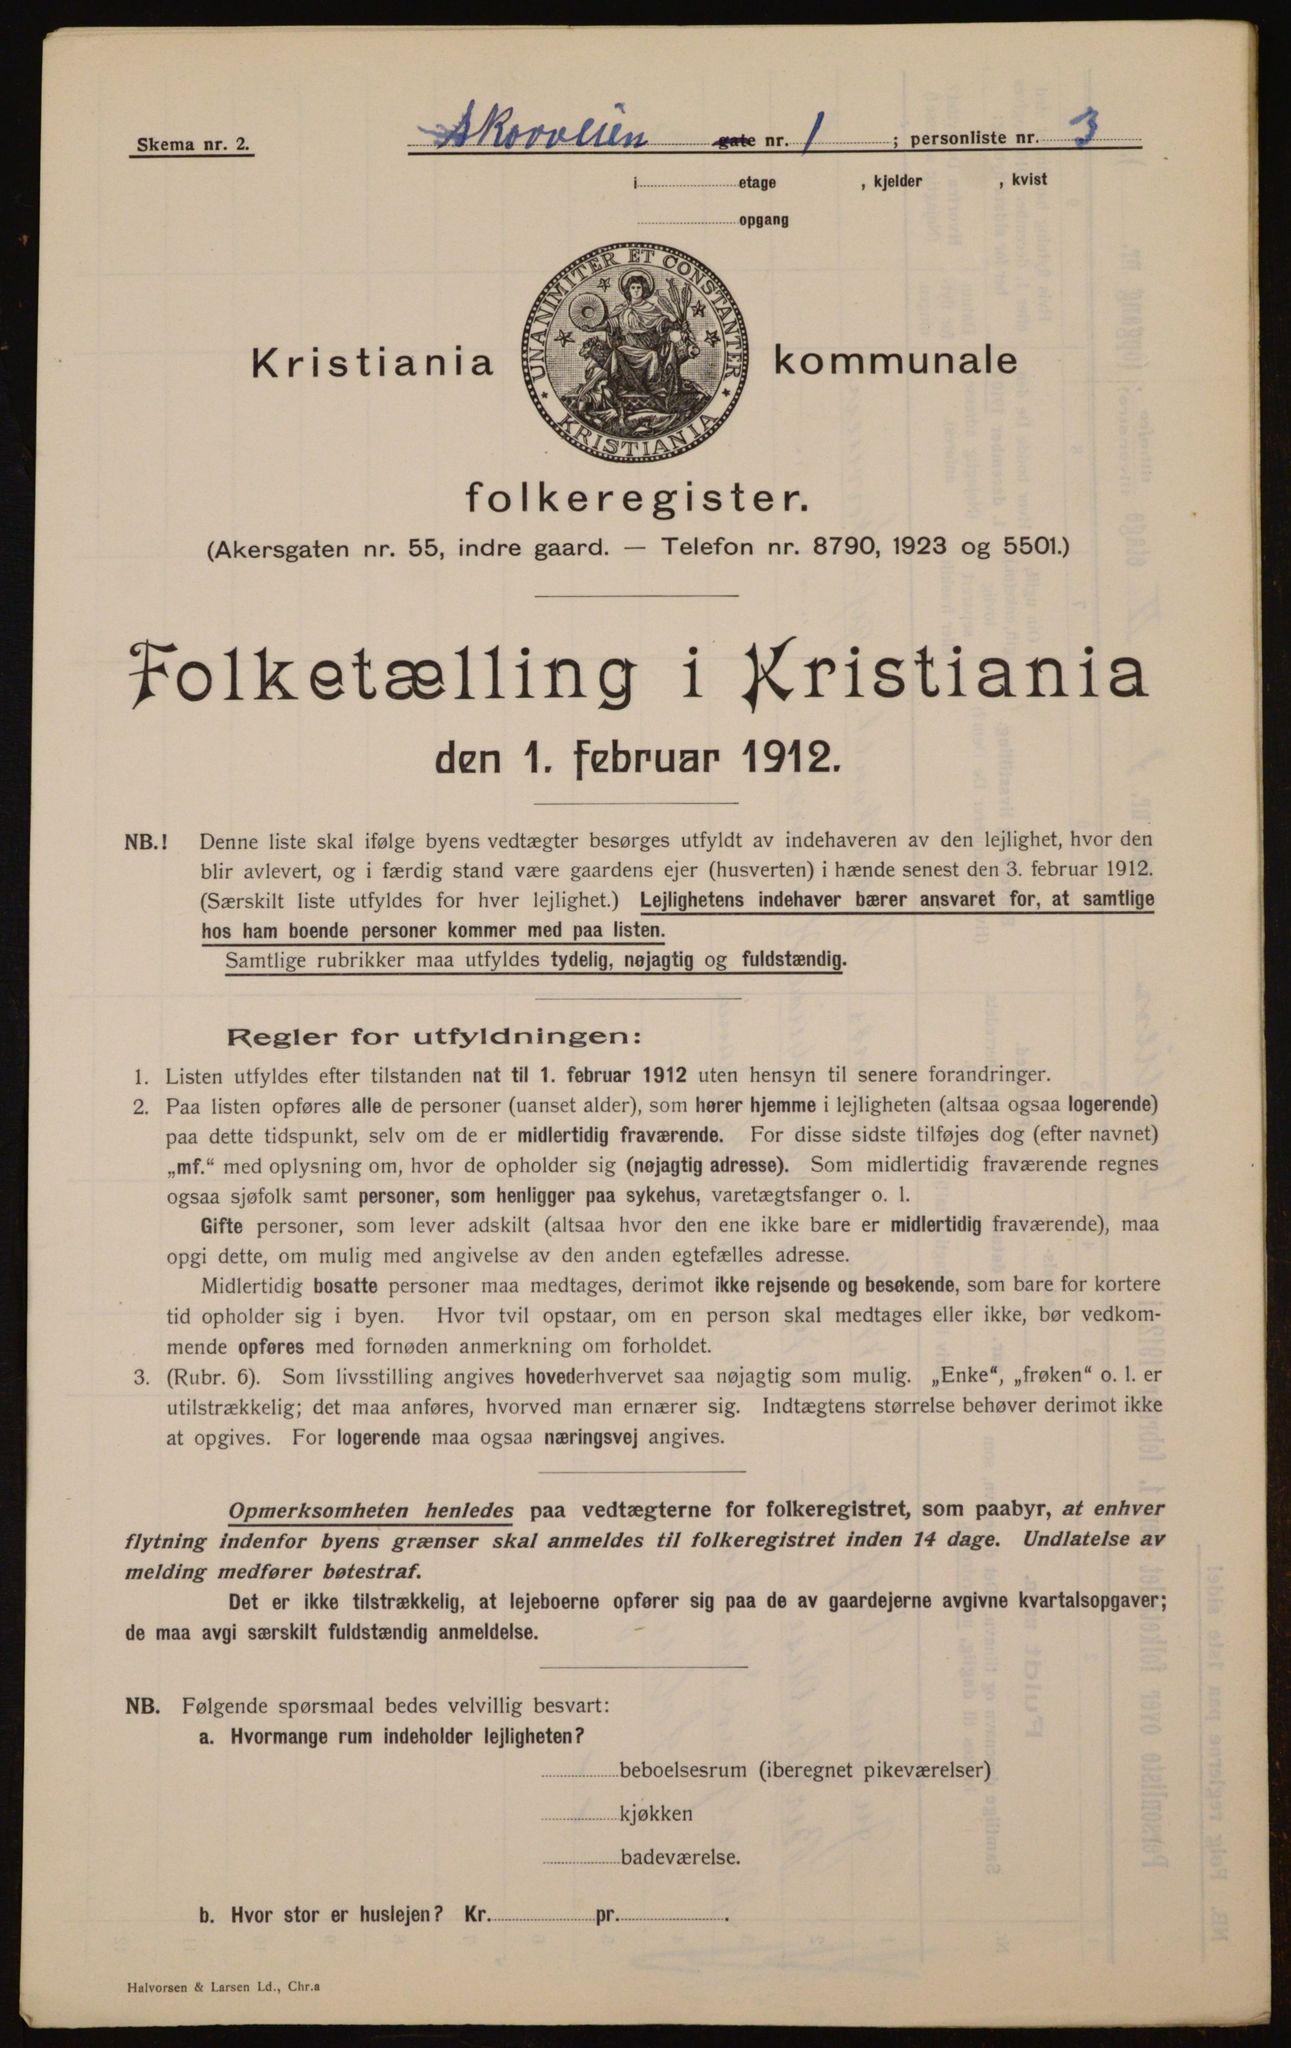 Skema nr. 2.
Skovveien gate nr. 1 ; personliste nr. 3
i etage , kjelder , kvist
opgang
UNANIMITER ET CONSTANTER
KRISTIANIA
Kristiania kommunale
folkeregister.
(Akersgaten nr. 55, indre gaard. — Telefon nr. 8790, 1923 og 5501.)
Folketælling i Kristiania
den 1. februar 1912.
NB.! Denne liste skal ifølge byens vedtægter besørges utfyldt av indehaveren av den lejlighet, hvor den
blir avlevert, og i færdig stand være gaardens ejer (husverten) i hænde senest den 3. februar 1912.
(Særskilt liste utfyldes for hver lejlighet.) Lejlighetens indehaver bærer ansvaret for, at samtlige
hos ham boende personer kommer med paa listen.
Samtlige rubrikker maa utfyldes tydelig, nøjagtig og fuldstændig.
Regler for utfyldningen:
1. Listen utfyldes efter tilstanden nat til 1. februar 1912 uten hensyn til senere forandringer.
2. Paa listen opføres alle de personer (uanset alder), som hører hjemme i lejligheten (altsaa ogsaa logerende)
paa dette tidspunkt, selv om de er midlertidig fraværende. For disse sidste tilføjes dog (efter navnet)
„mf.“ med oplysning om, hvor de opholder sig (nøjagtig adresse). Som midlertidig fraværende regnes
ogsaa sjøfolk samt personer, som henligger paa sykehus, varetægtsfanger o. l.
Gifte personer, som lever adskilt (altsaa hvor den ene ikke bare er midlertidig fraværende), maa
opgi dette, om mulig med angivelse av den anden egtefælles adresse.
Midlertidig bosatte personer maa medtages, derimot ikke rejsende og besøkende, som bare for kortere
tid opholder sig i byen. Hvor tvil opstaar, om en person skal medtages eller ikke, bør vedkom-
mende opføres med fornøden anmerkning om forholdet.
3. (Rubr. 6). Som livsstilling angives hovederhvervet saa nøjagtig som mulig. „Enke“, „frøken“ o. l. er
utilstrækkelig; det maa anføres, hvorved man ernærer sig. Indtægtens størrelse behøver derimot ikke
at opgives. For logerende maa ogsaa næringsvej angives.
Opmerksomheten henledes paa vedtægterne for folkeregistret, som paabyr, at enhver
flytning indenfor byens grænser skal anmeldes til folkeregistret inden 14 dage. Undlatelse av
melding medfører bøtestraf.
Det er ikke tilstrækkelig, at lejeboerne opfører sig paa de av gaardejerne avgivne kvartalsopgaver;
de maa avgi særskilt fuldstændig anmeldelse.
NB. Følgende spørsmaal bedes velvillig besvart:
a. Hvormange rum indeholder lejligheten?
beboelsesrum (iberegnet pikeværelser)
kjøkken
badeværelse.
b. Hvor stor er huslejen? Kr. pr. .
Halvorsen & Larsen Ld., Chr.a